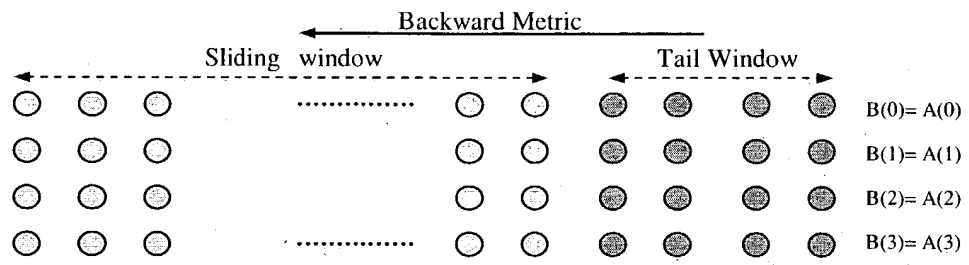 Backward Metric
Sliding window
Tail Window
B(0)= A(0)
B(1)= A(1)
B(2)= A(2)
B(3)= A(3)